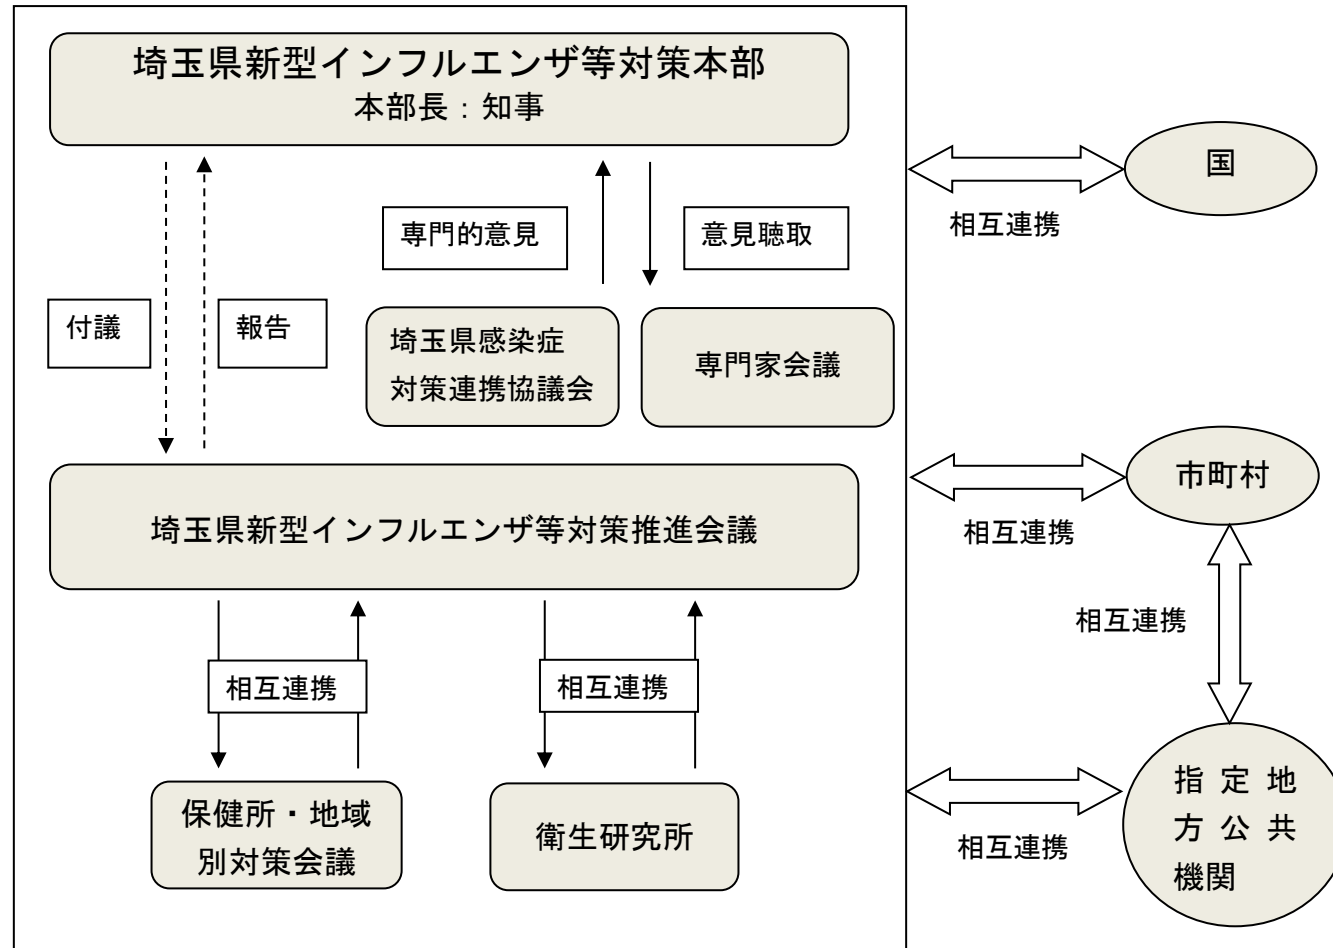 埼玉県新型インフルエンザ等対策本部
本部長：知事
国
相互連携
専門的意見
意見聴取
付議
報告
埼玉県感染症
対策連携協議会
専門家会議
市町村
相互連携
埼玉県新型インフルエンザ等対策推進会議
相互連携
相互連携
相互連携
保健所・地域
別対策会議
衛生研究所
相互連携
指定地
方公共
機関